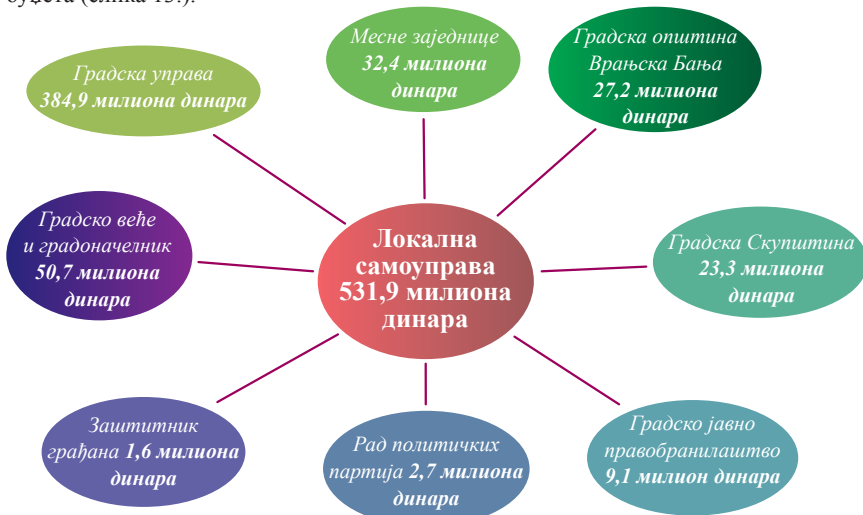 буџета (слика 13.).
Градска управа
384,9 милиона динара
Месне заједнице
32,4 милиона
динара
Градска општина
Врањска Бања
27,2 милиона
динара
Градско веће
и градоначелник
50,7 милиона
динара
Локална
самоуправа
531,9 милиона
динара
Градска Скупштина
23,3 милиона
динара
Заштитник
грађана 1,6 милиона
динара
Рад политичких
партија 2,7 милиона
динара
Градско јавно
правобранилаштво
9,1 милион динара